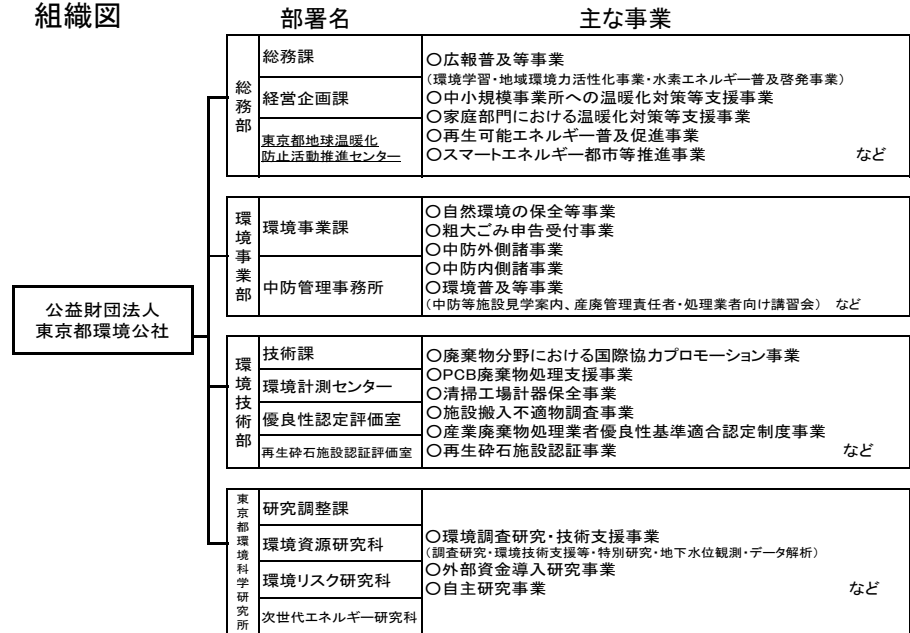 組織図
部署名
主な事業
公益財団法人
東京都環境公社
総務部
総務課
経営企画課
東京都地球温暖化
防止活動推進センター
〇広報普及等事業
（環境学習・地域環境力活性化事業・水素エネルギー普及啓発事業）
〇中小規模事業所への温暖化対策等支援事業
〇家庭部門における温暖化対策等支援事業
〇再生可能エネルギー普及促進事業
〇スマートエネルギー都市等推進事業 など
環境事業部
環境事業課
中防管理事務所
〇自然環境の保全等事業
〇粗大ごみ申告受付事業
〇中防外側諸事業
〇中防内側諸事業
〇環境普及等事業
（中防等施設見学案内、産廃管理責任者・処理業者向け講習会） など
環境技術部
技術課
環境計測センター
優良性認定評価室
再生砕石施設認証評価室
〇廃棄物分野における国際協力プロモーション事業
〇PCB廃棄物処理支援事業
〇清掃工場計器保全事業
〇施設搬入不適物調査事業
〇産業廃棄物処理業者優良性基準適合認定制度事業
〇再生砕石施設認証事業 など
東京都環境科学研究所
研究調整課
環境資源研究科
環境リスク研究科
次世代エネルギー研究科
〇環境調査研究・技術支援事業
（調査研究・環境技術支援等・特別研究・地下水位観測・データ解析）
〇外部資金導入研究事業
〇自主研究事業 など